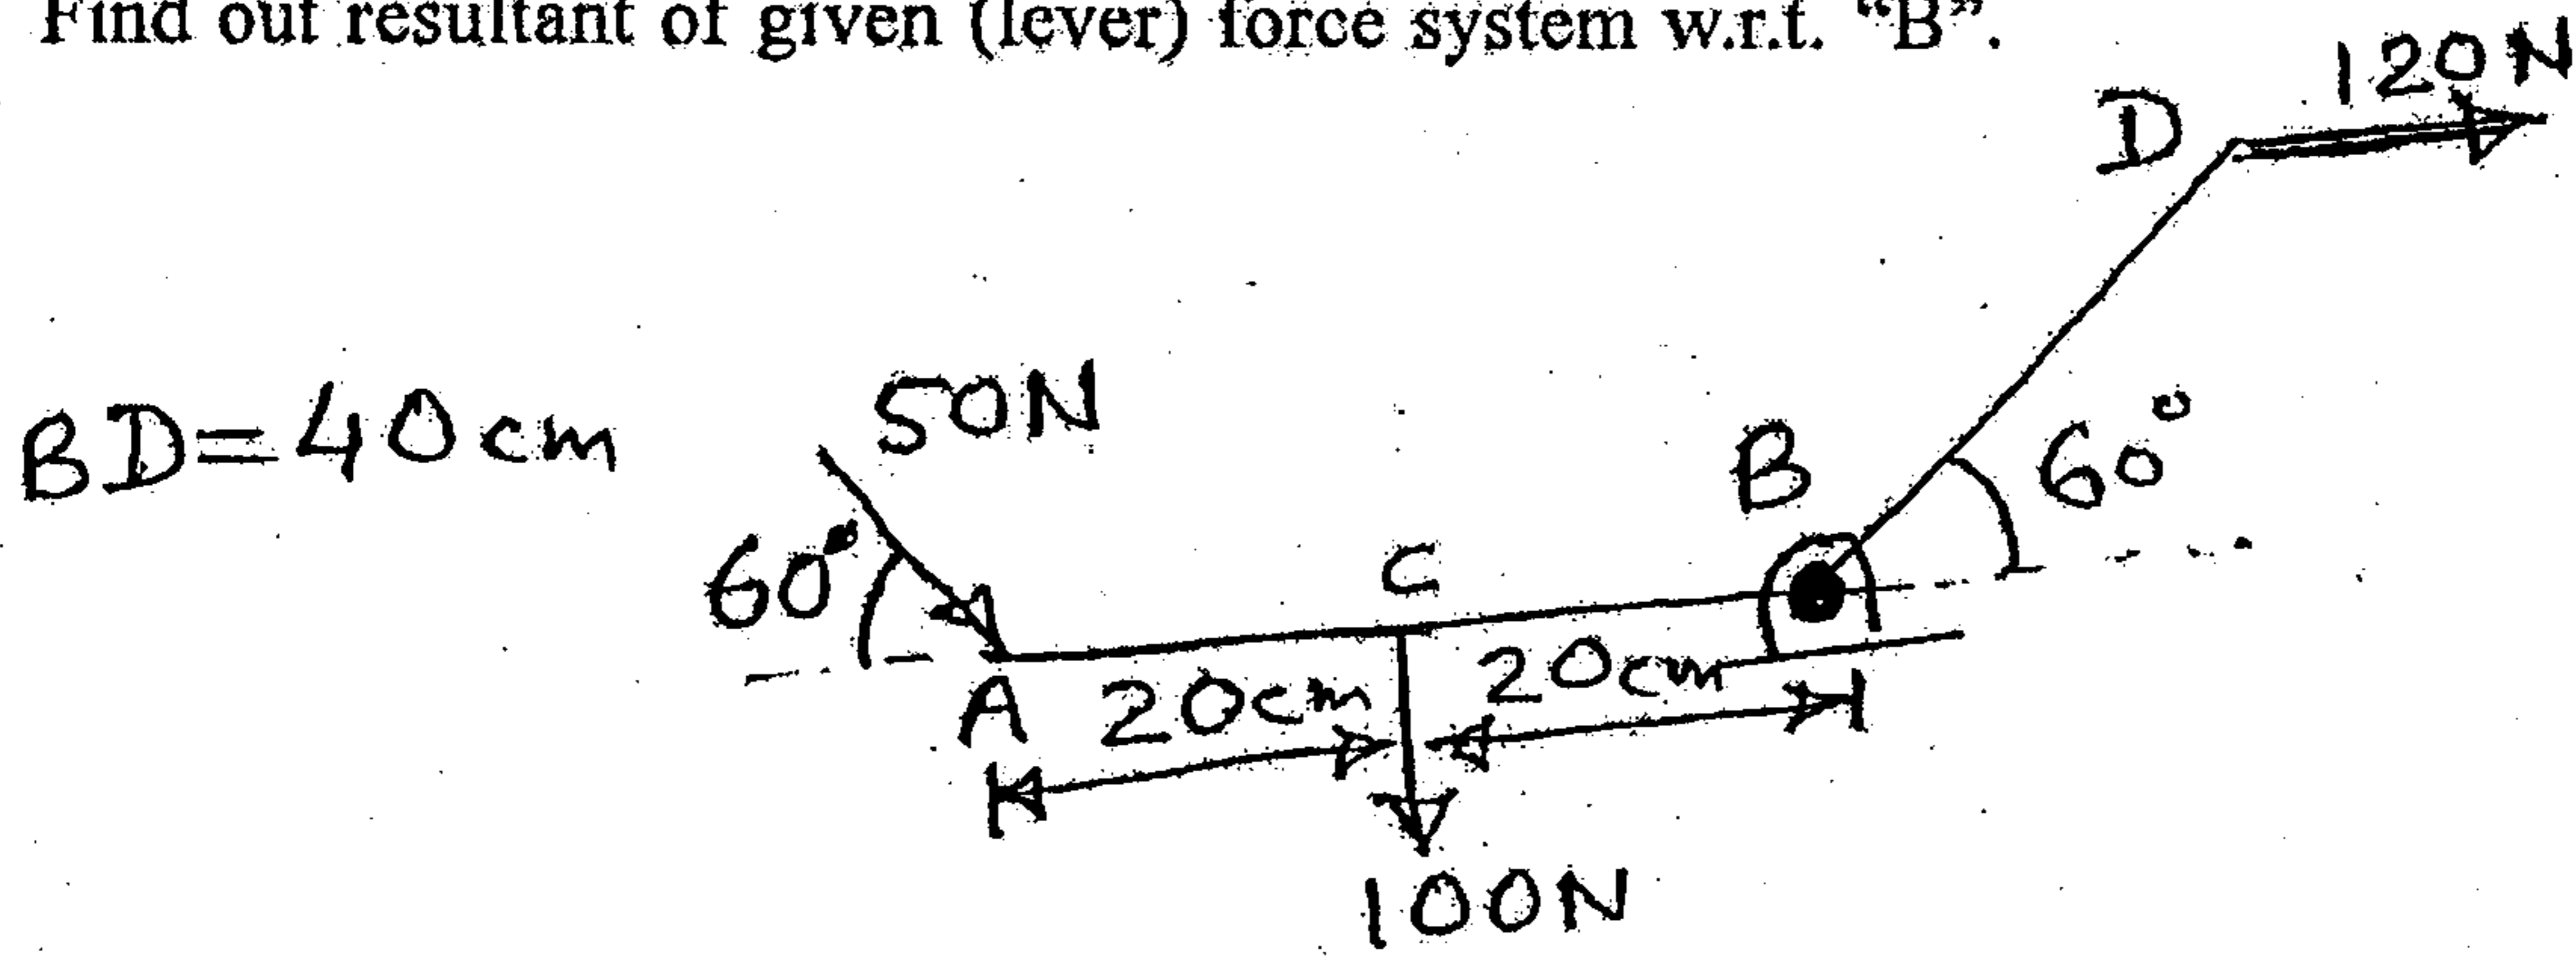 Find out resultant of given (lever) force system w.r.t. "B".
120N
D
50N
BD=40cm
B
60°
60°
C
A
20cm
20cm
100N